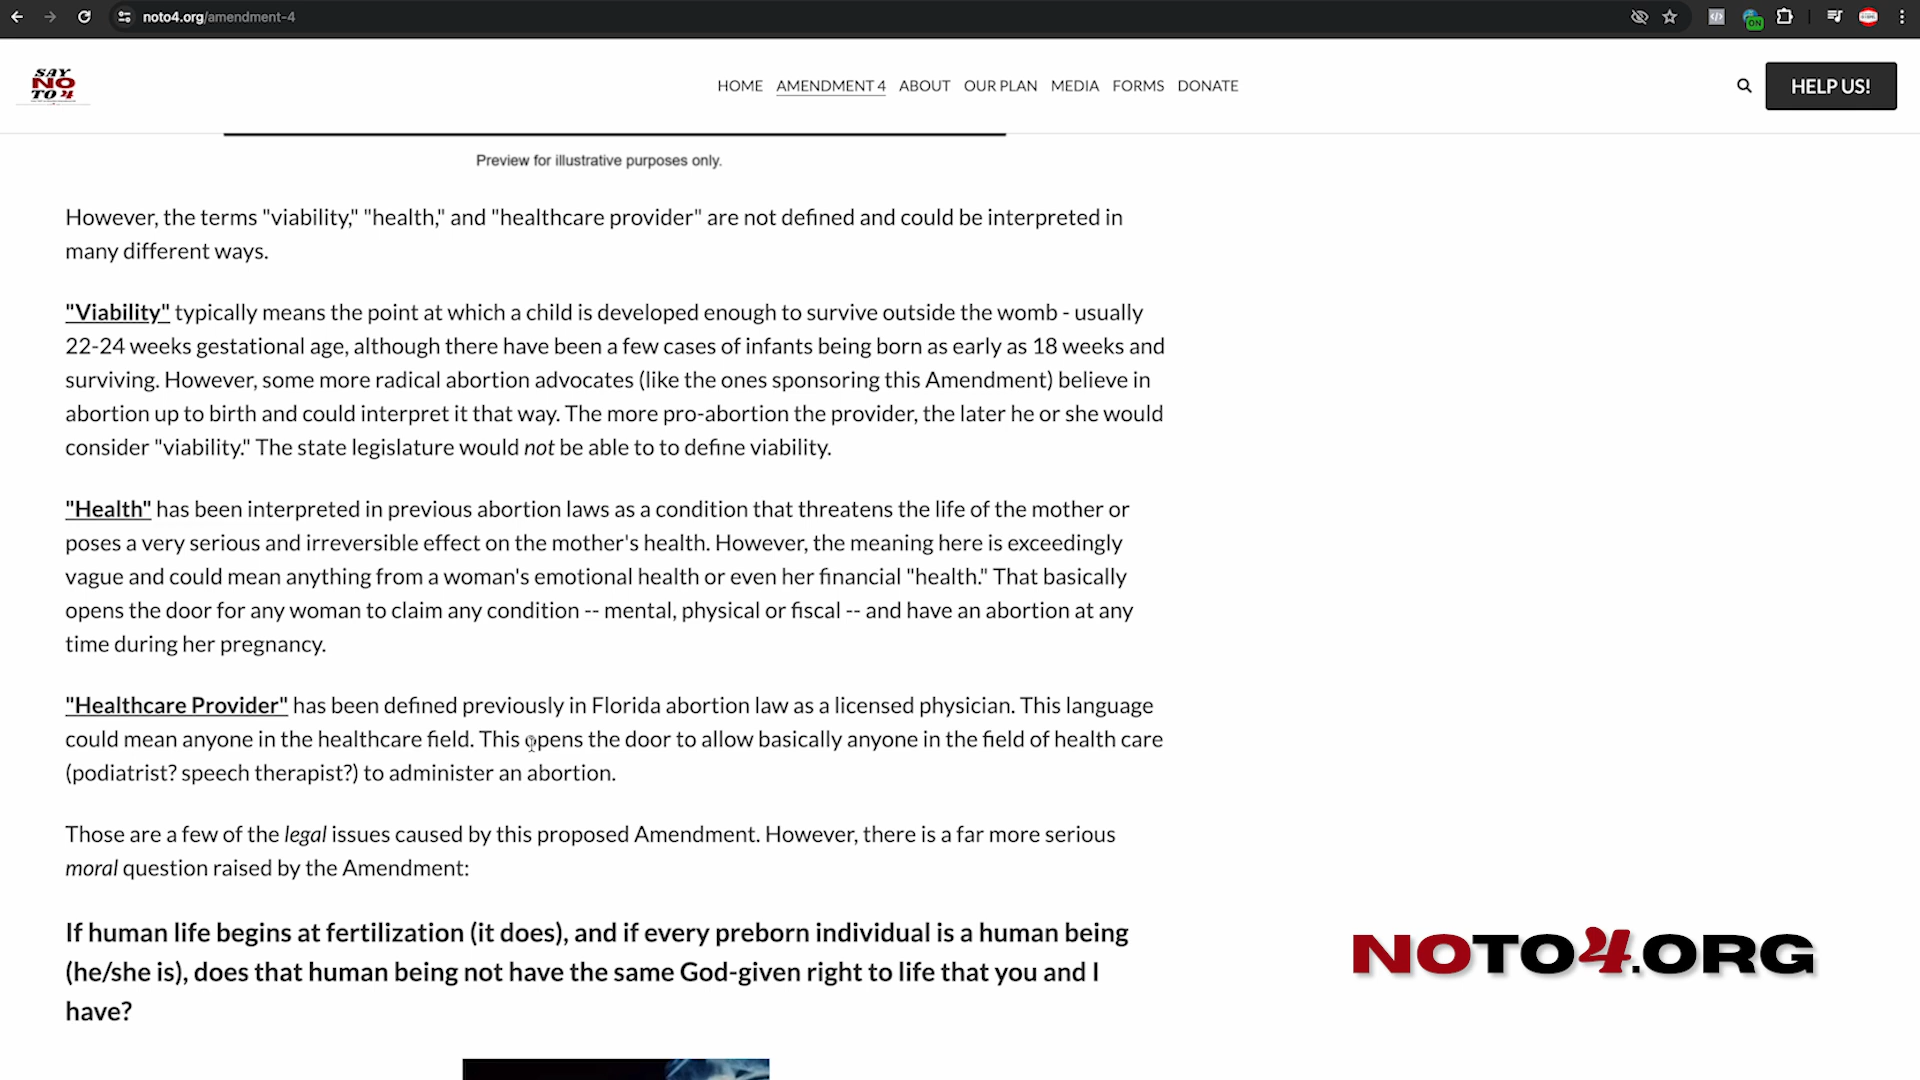 noto4.org/amendment-4
ON
SAY
NO
TO 4
HOME AMENDMENT 4 ABOUT OUR PLAN MEDIA FORMS DONATE
HELP US!
Preview for illustrative purposes only.
However, the terms "viability," "health," and "healthcare provider" are not defined and could be interpreted in
many different ways.
"Viability" typically means the point at which a child is developed enough to survive outside the womb - usually
22-24 weeks gestational age, although there have been a few cases of infants being born as early as 18 weeks and
surviving. However, some more radical abortion advocates (like the ones sponsoring this Amendment) believe in
abortion up to birth and could interpret it that way. The more pro-abortion the provider, the later he or she would
consider "viability." The state legislature would not be able to to define viability.
"Health" has been interpreted in previous abortion laws as a condition that threatens the life of the mother or
poses a very serious and irreversible effect on the mother's health. However, the meaning here is exceedingly
vague and could mean anything from a woman's emotional health or even her financial "health." That basically
opens the door for any woman to claim any condition -- mental, physical or fiscal -- and have an abortion at any
time during her pregnancy.
"Healthcare Provider" has been defined previously in Florida abortion law as a licensed physician. This language
could mean anyone in the healthcare field. This opens the door to allow basically anyone in the field of health care
(podiatrist? speech therapist?) to administer an abortion.
Those are a few of the legal issues caused by this proposed Amendment. However, there is a far more serious
moral question raised by the Amendment:
If human life begins at fertilization (it does), and if every preborn individual is a human being
(he/she is), does that human being not have the same God-given right to life that you and I
have?
NOTO4.ORG